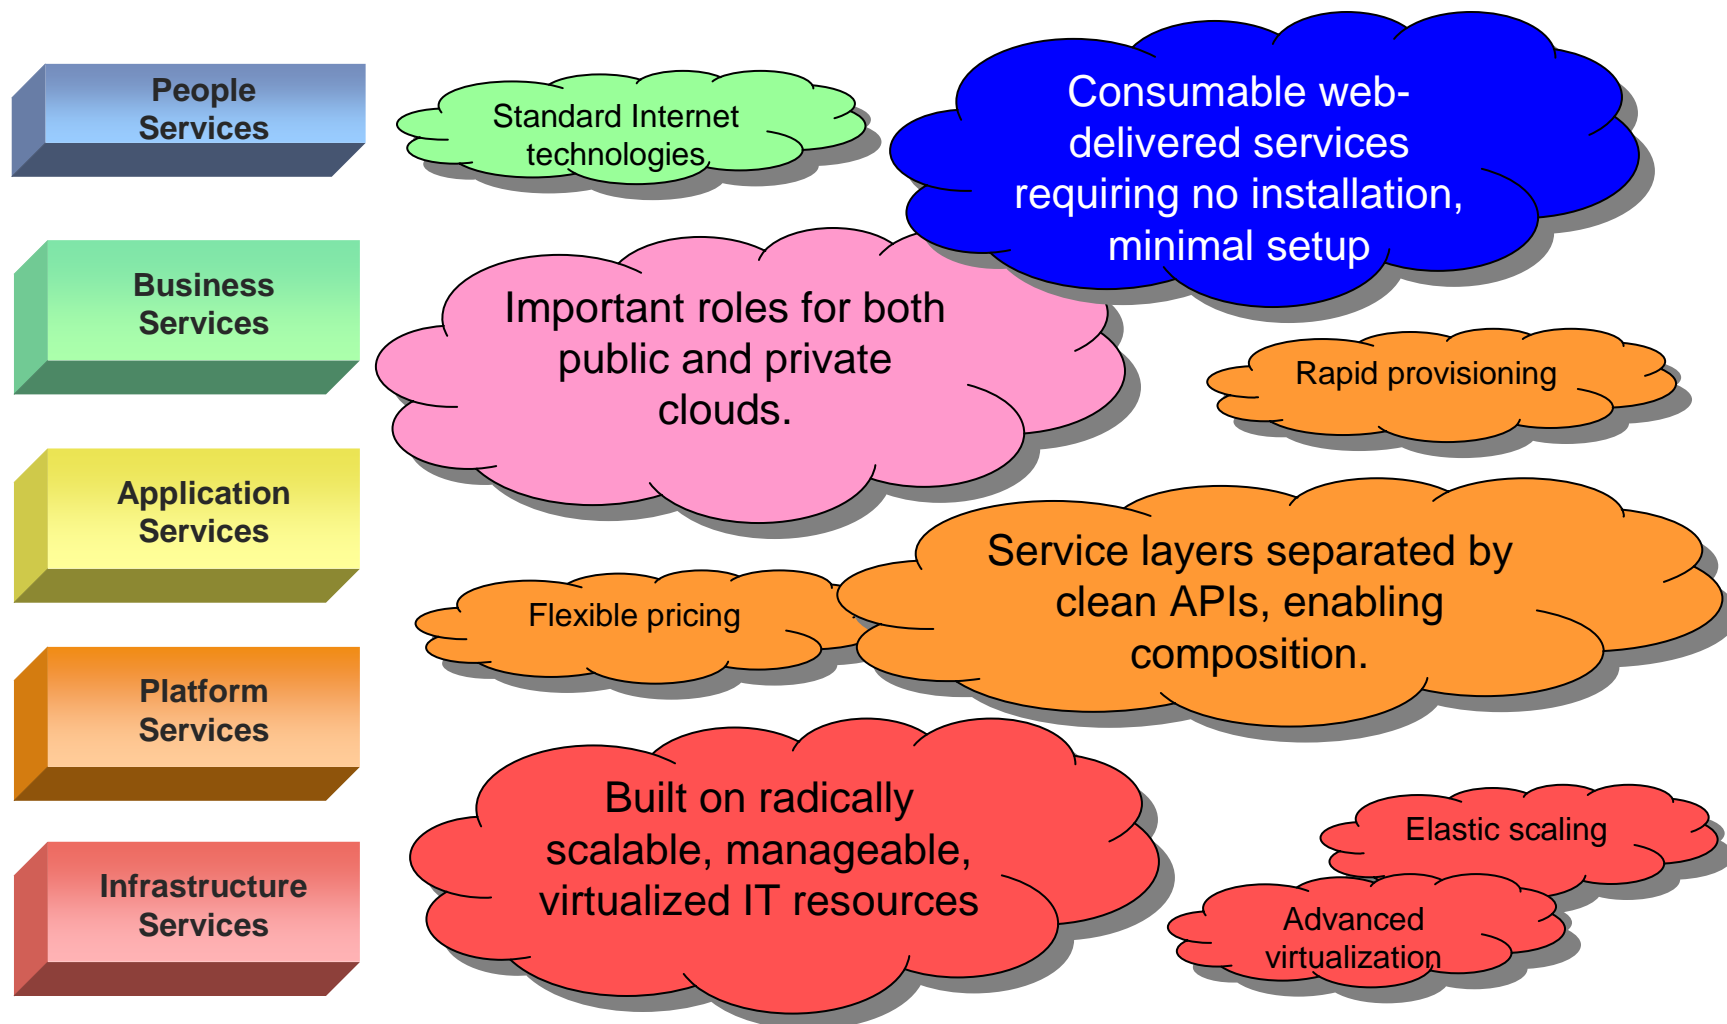 People
Services
Business
Services
Application
Services
Platform
Services
Infrastructure
Services
Standard Internet
technologies
Consumable web-
delivered services
requiring no installation,
minimal setup
Important roles for both
public and private
clouds.
Rapid provisioning
Service layers separated by
clean APIs, enabling
composition.
Flexible pricing
Built on radically
scalable, manageable,
virtualized IT resources
Elastic scaling
Advanced
virtualization